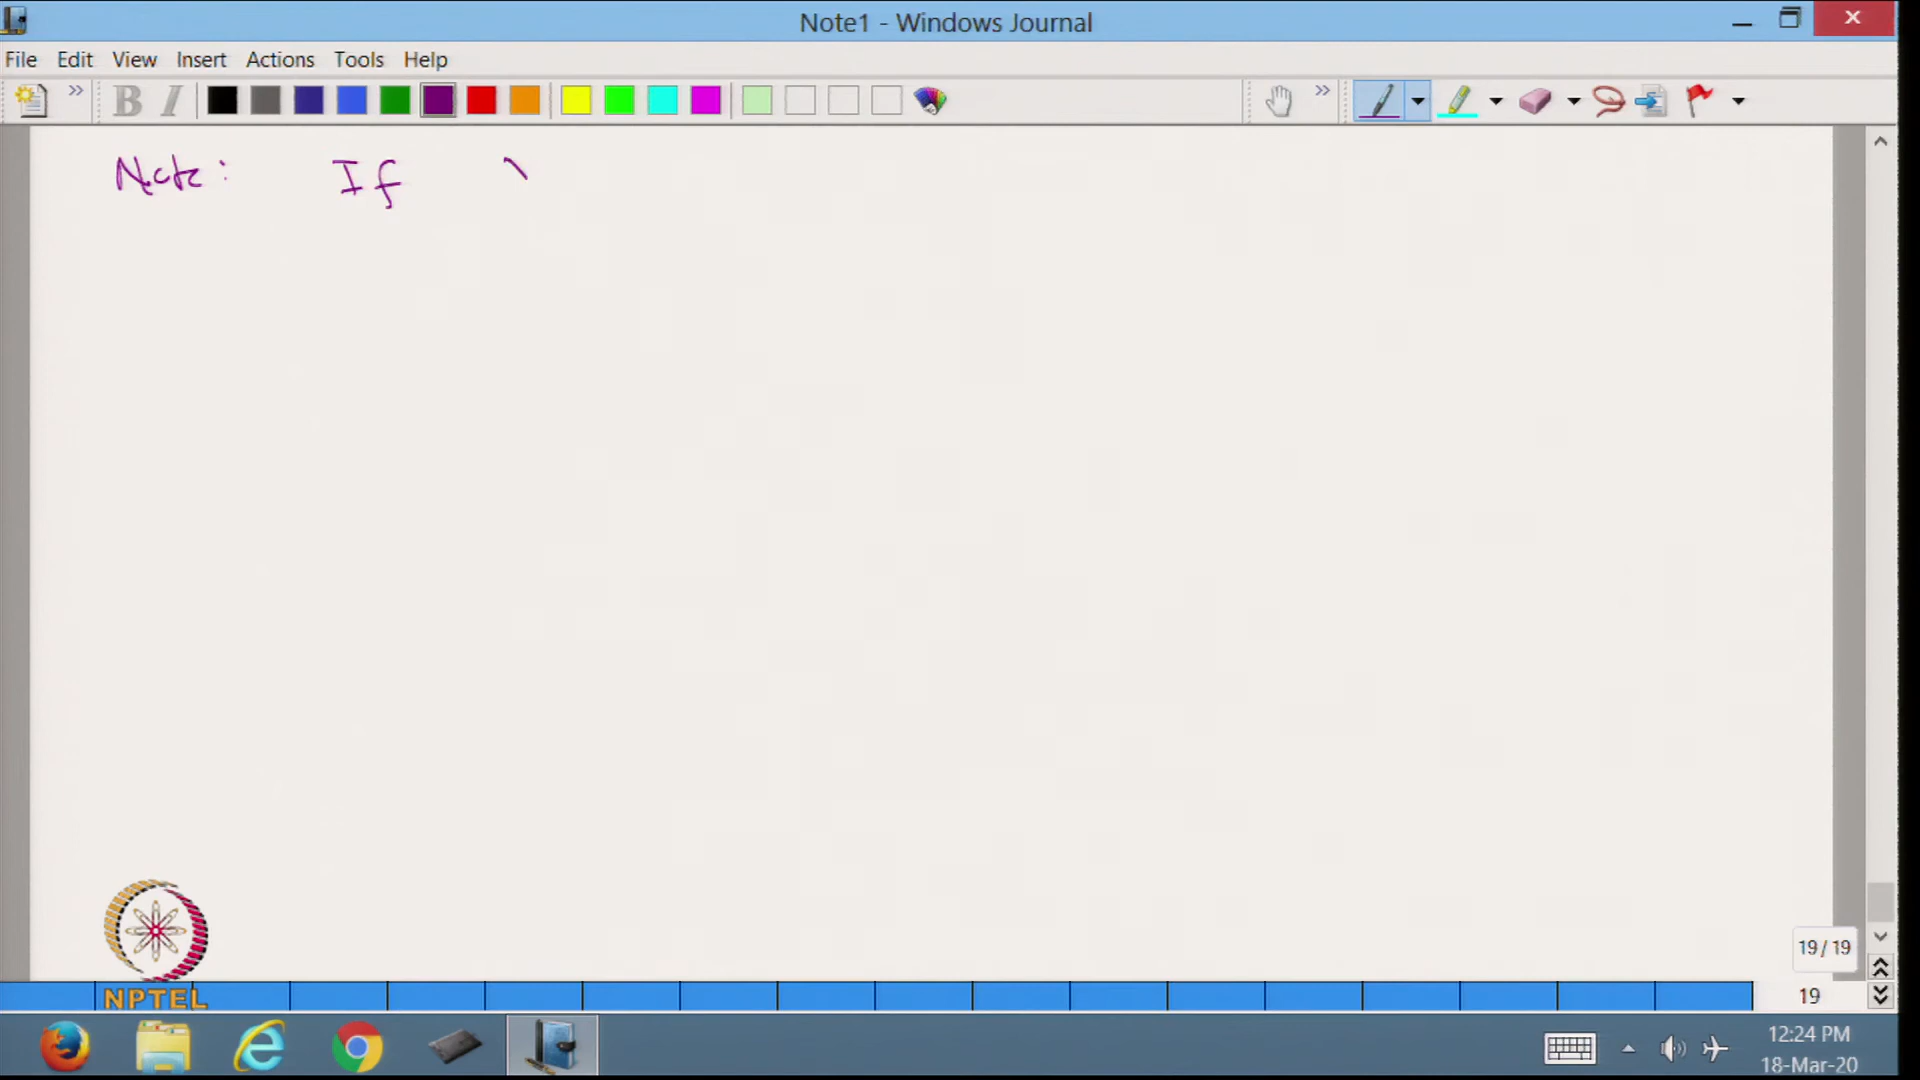 Note1 - Windows Journal
File Edit View Insert Actions Tools Help
B I
Note: If
19 / 19
NPTEL
19
12:24 PM
18-Mar-20